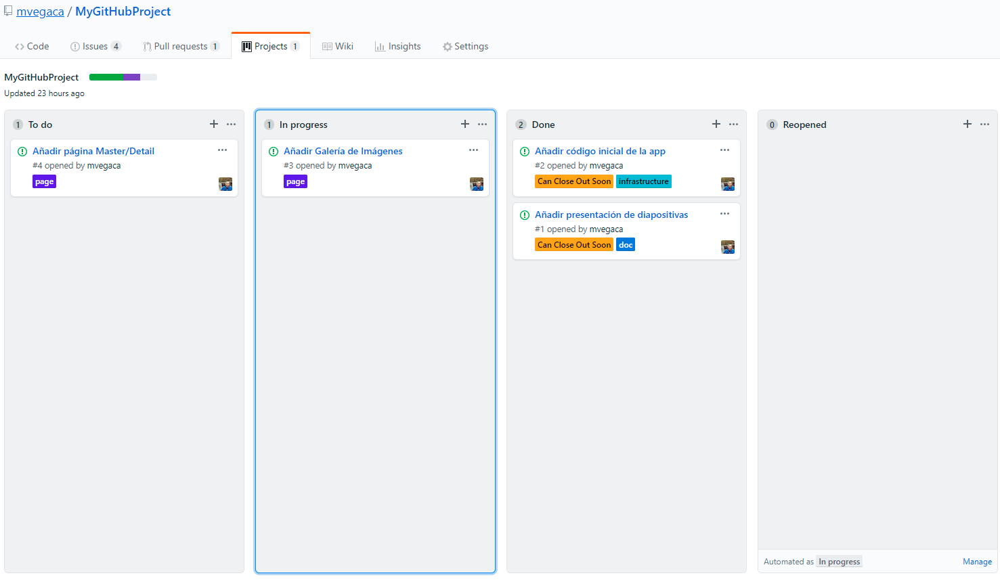 mvegaca / MyGitHubProject
Code Issues 4 Pull requests 1 Projects 1 Wiki Insights Settings
MyGitHubProject
Updated 23 hours ago
1 To do
Añadir página Master/Detail
#4 opened by mvegaca
page
1 In progress
Añadir Galería de Imágenes
#3 opened by mvegaca
page
2 Done
Añadir código inicial de la app
#2 opened by mvegaca
Can Close Out Soon infrastructure
Añadir presentación de diapositivas
#1 opened by mvegaca
Can Close Out Soon doc
0 Reopened
Automated as In progress Manage